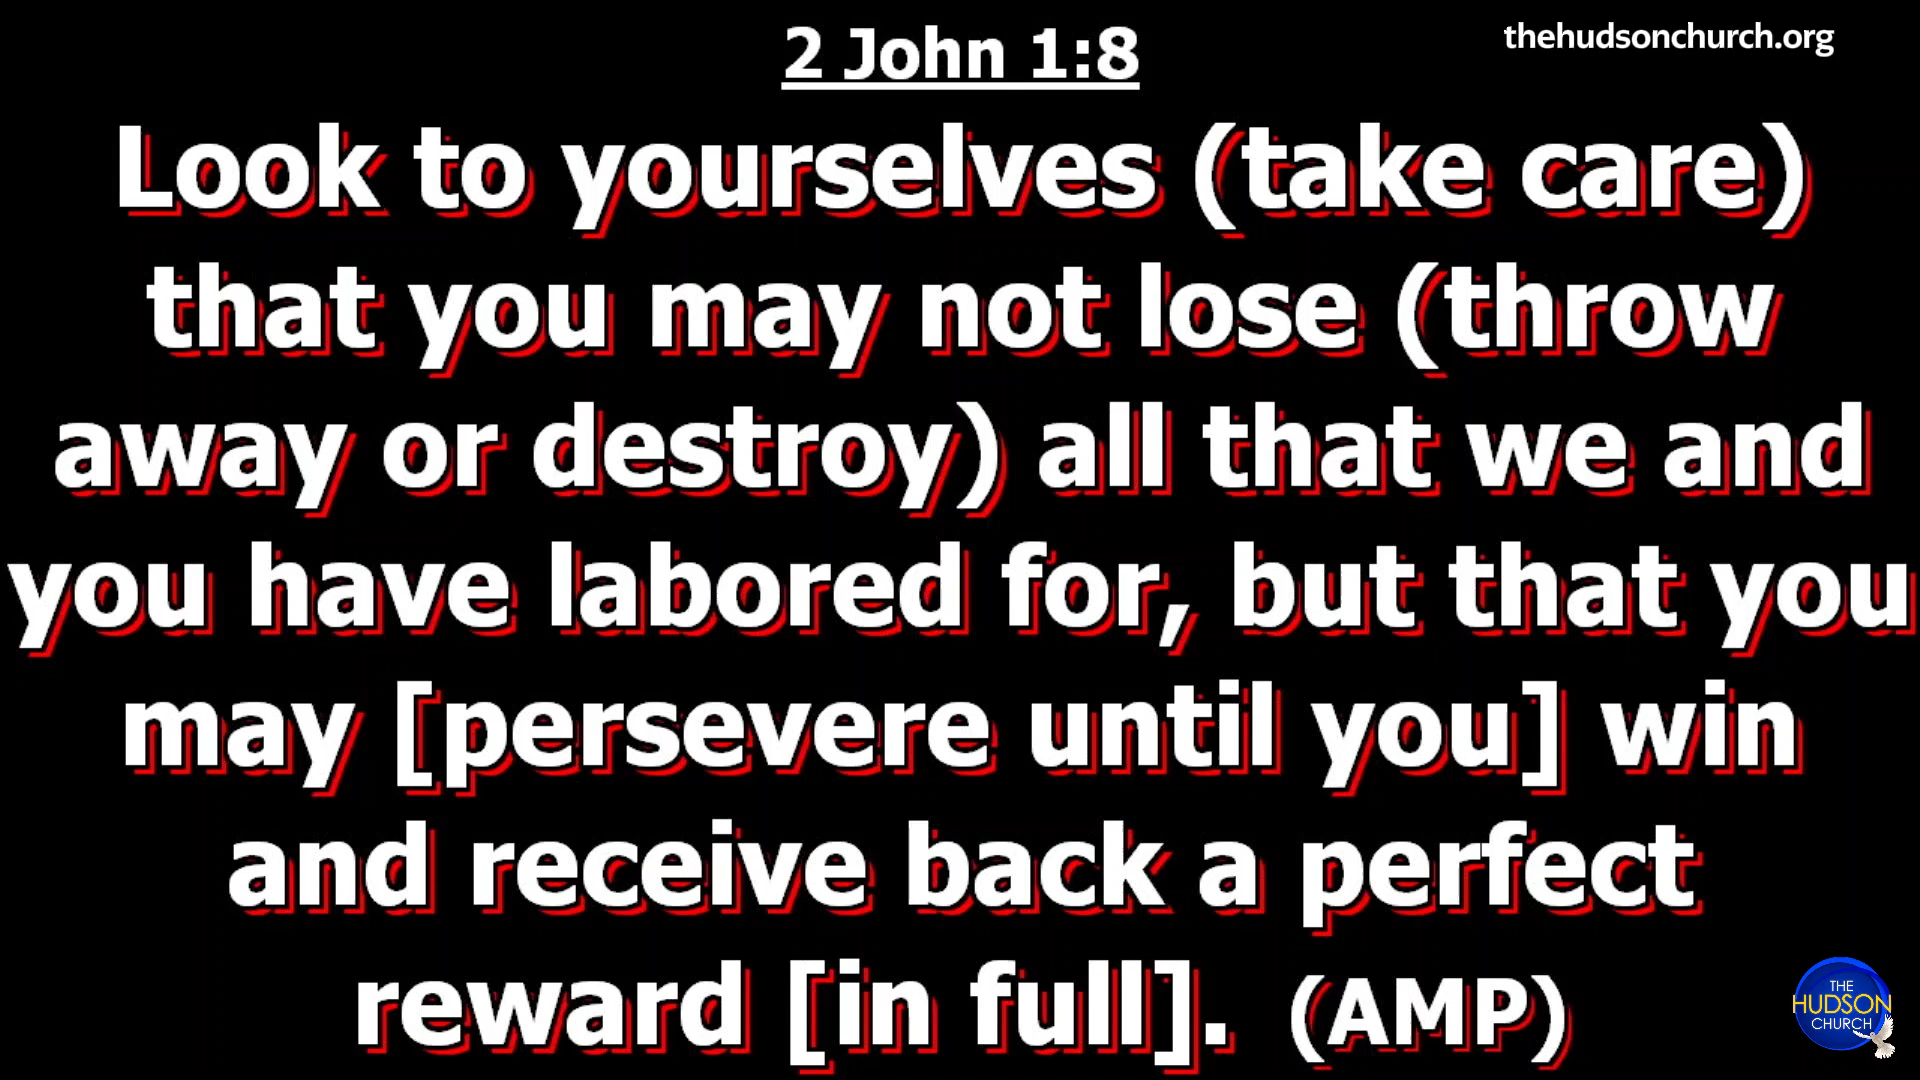 2 John 1:8
thehudsonchurch.org
Look to yourselves (take care)
that you may not lose (throw
away or destroy) all that we and
you have labored for, but that you
may [persevere until you] win
and receive back a perfect
reward [in full]. (AMP)
THE
HUDSON
CHURCH